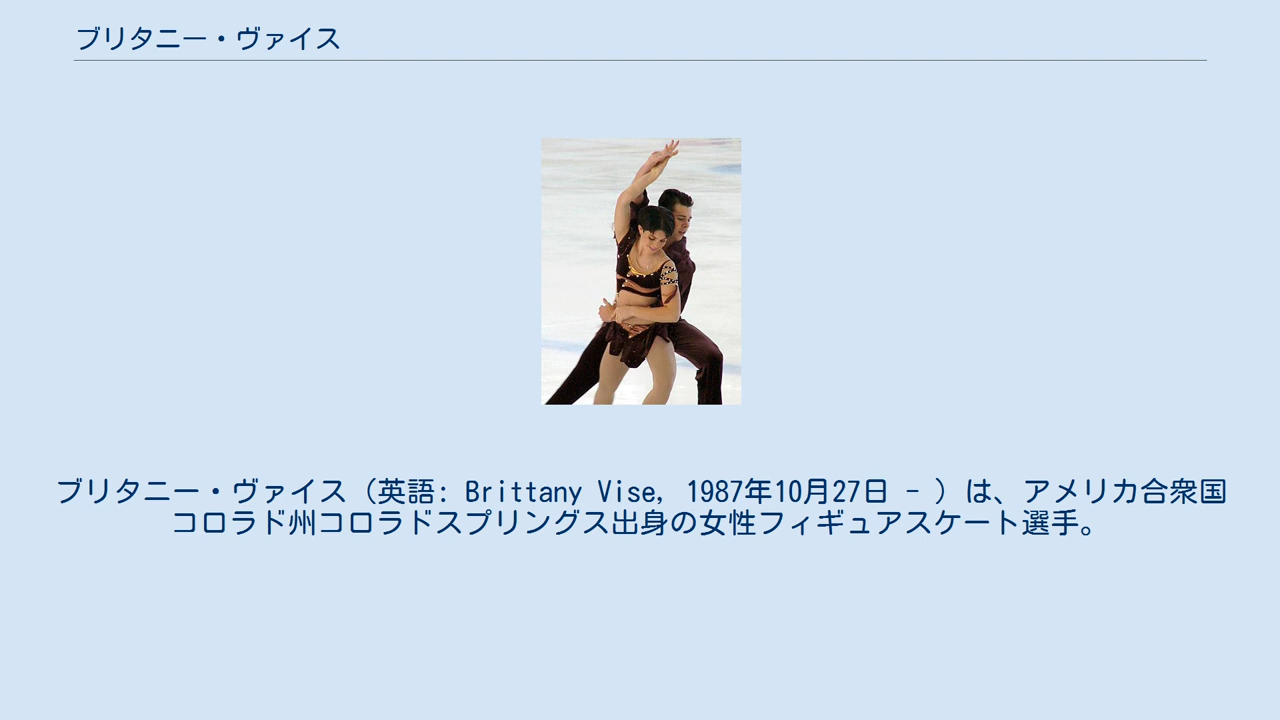 ブリタニー・ヴァイス
ブリタニー・ヴァイス（英語: Brittany Vise, 1987年10月27日 - ）は、アメリカ合衆国
コロラド州コロラドスプリングス出身の女性フィギュアスケート選手。